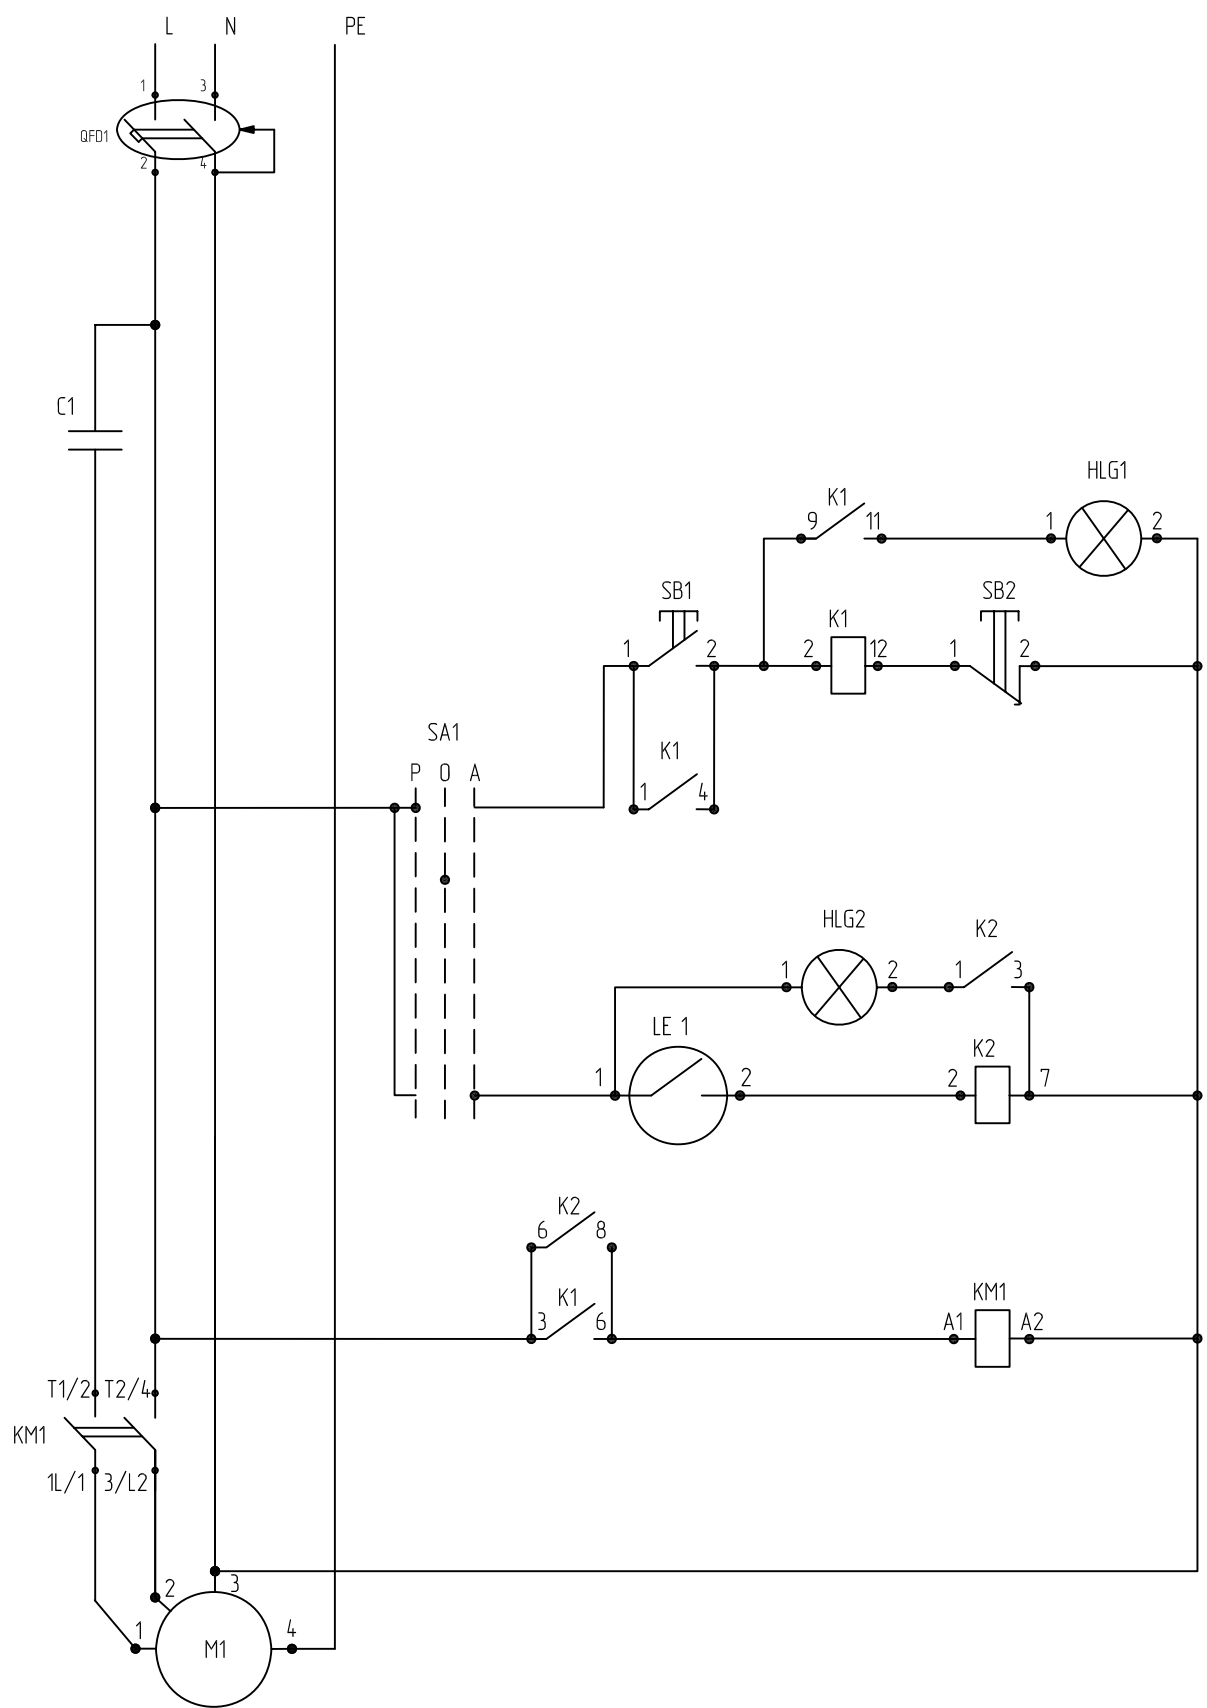 L N PE
1 3
QFD1
2 4
C1
HLG1
K1
9 11 1 2
SB1 SB2
K1
1 2 2 12 1 2
SA1
K1
P O A
1 4
HLG2
K2
1 2 1 3
LE 1
K2
1 2 2 7
K2
6 8
K1 KM1
3 6 A1 A2
T1/2 T2/4
KM1
1L/1 3/L2
2 3
1 4
M1